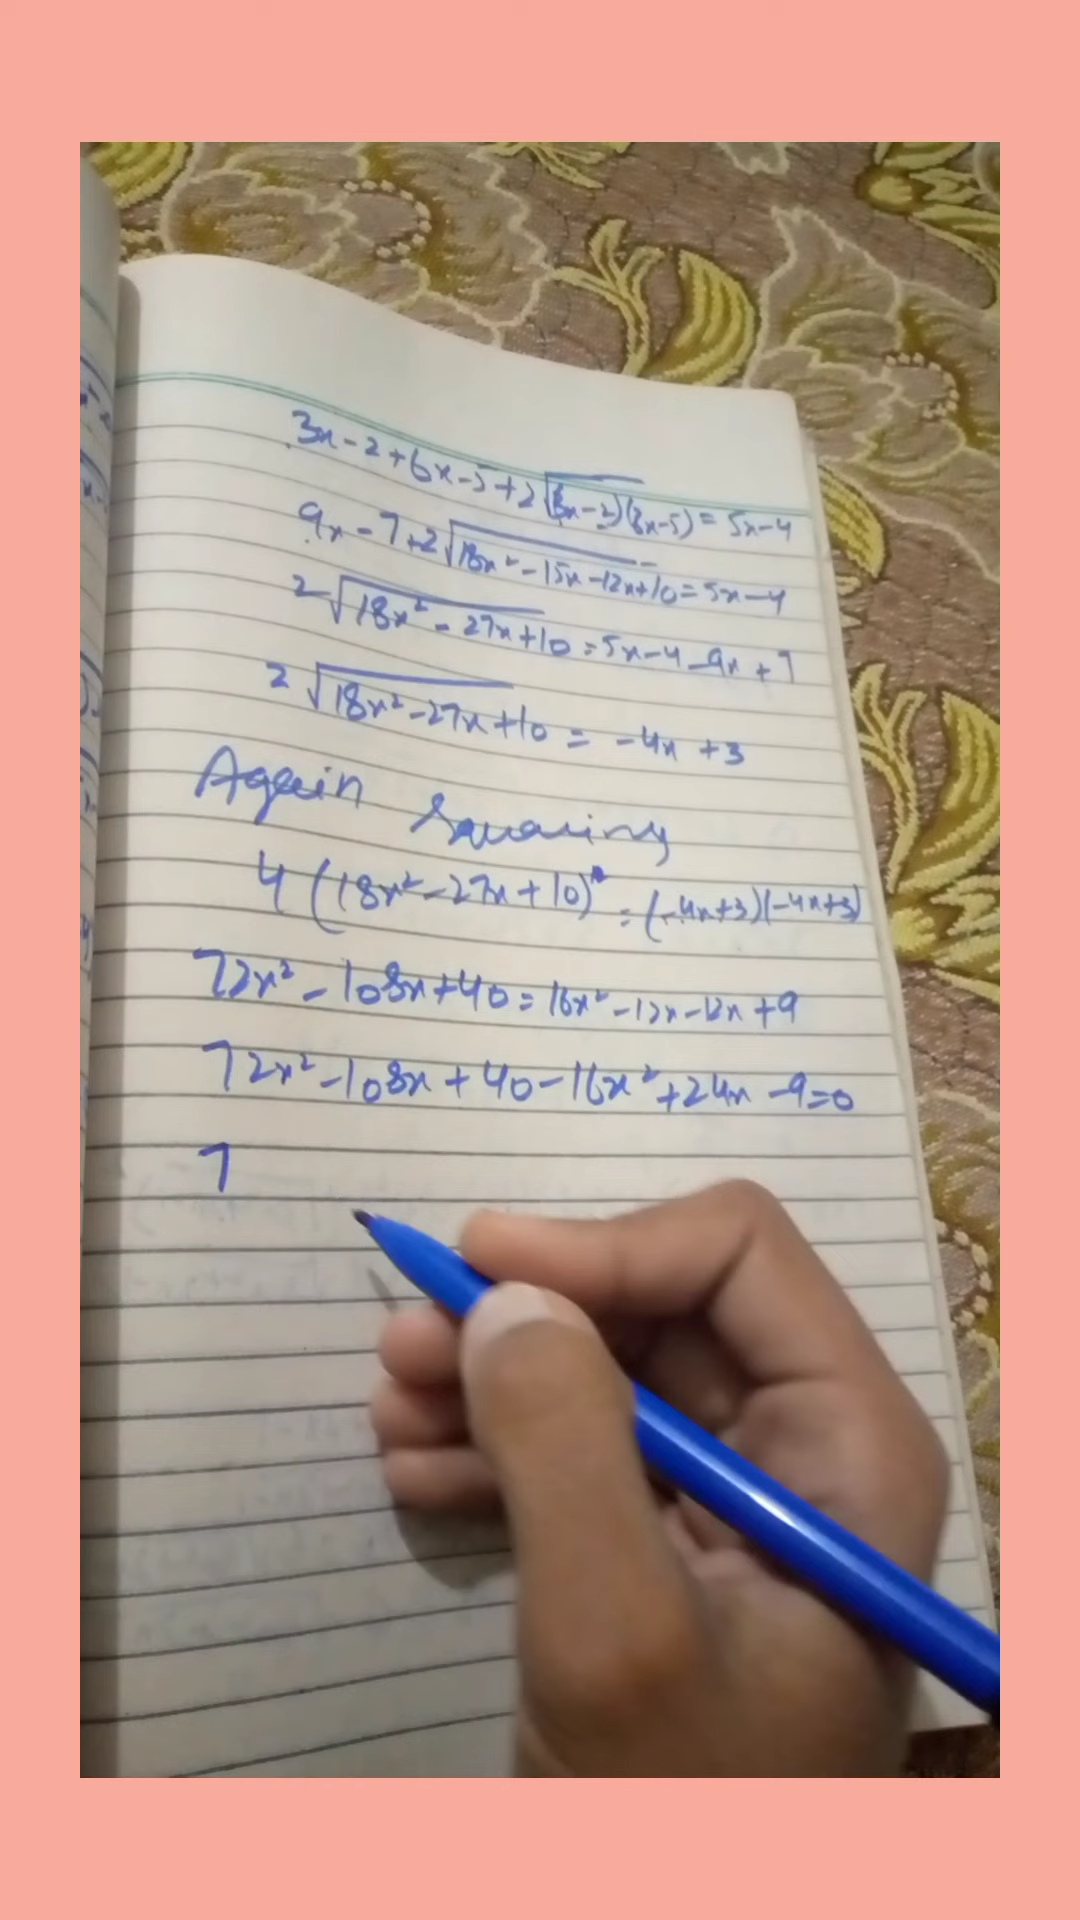 3x-2+6x-5+2√(3x-2)(6x-5) = 5x-4
9x-7+2√18x²-15x-12x+10 = 5x-4
2√18x²-27x+10 = 5x-4-9x+7
2√18x²-27x+10 = -4x+3
Again Squaring
4(18x²-27x+10) = (-4x+3)(-4x+3)
72x²-108x+40 = 16x²-12x-12x+9
72x²-108x+40-16x²+24x-9=0
7